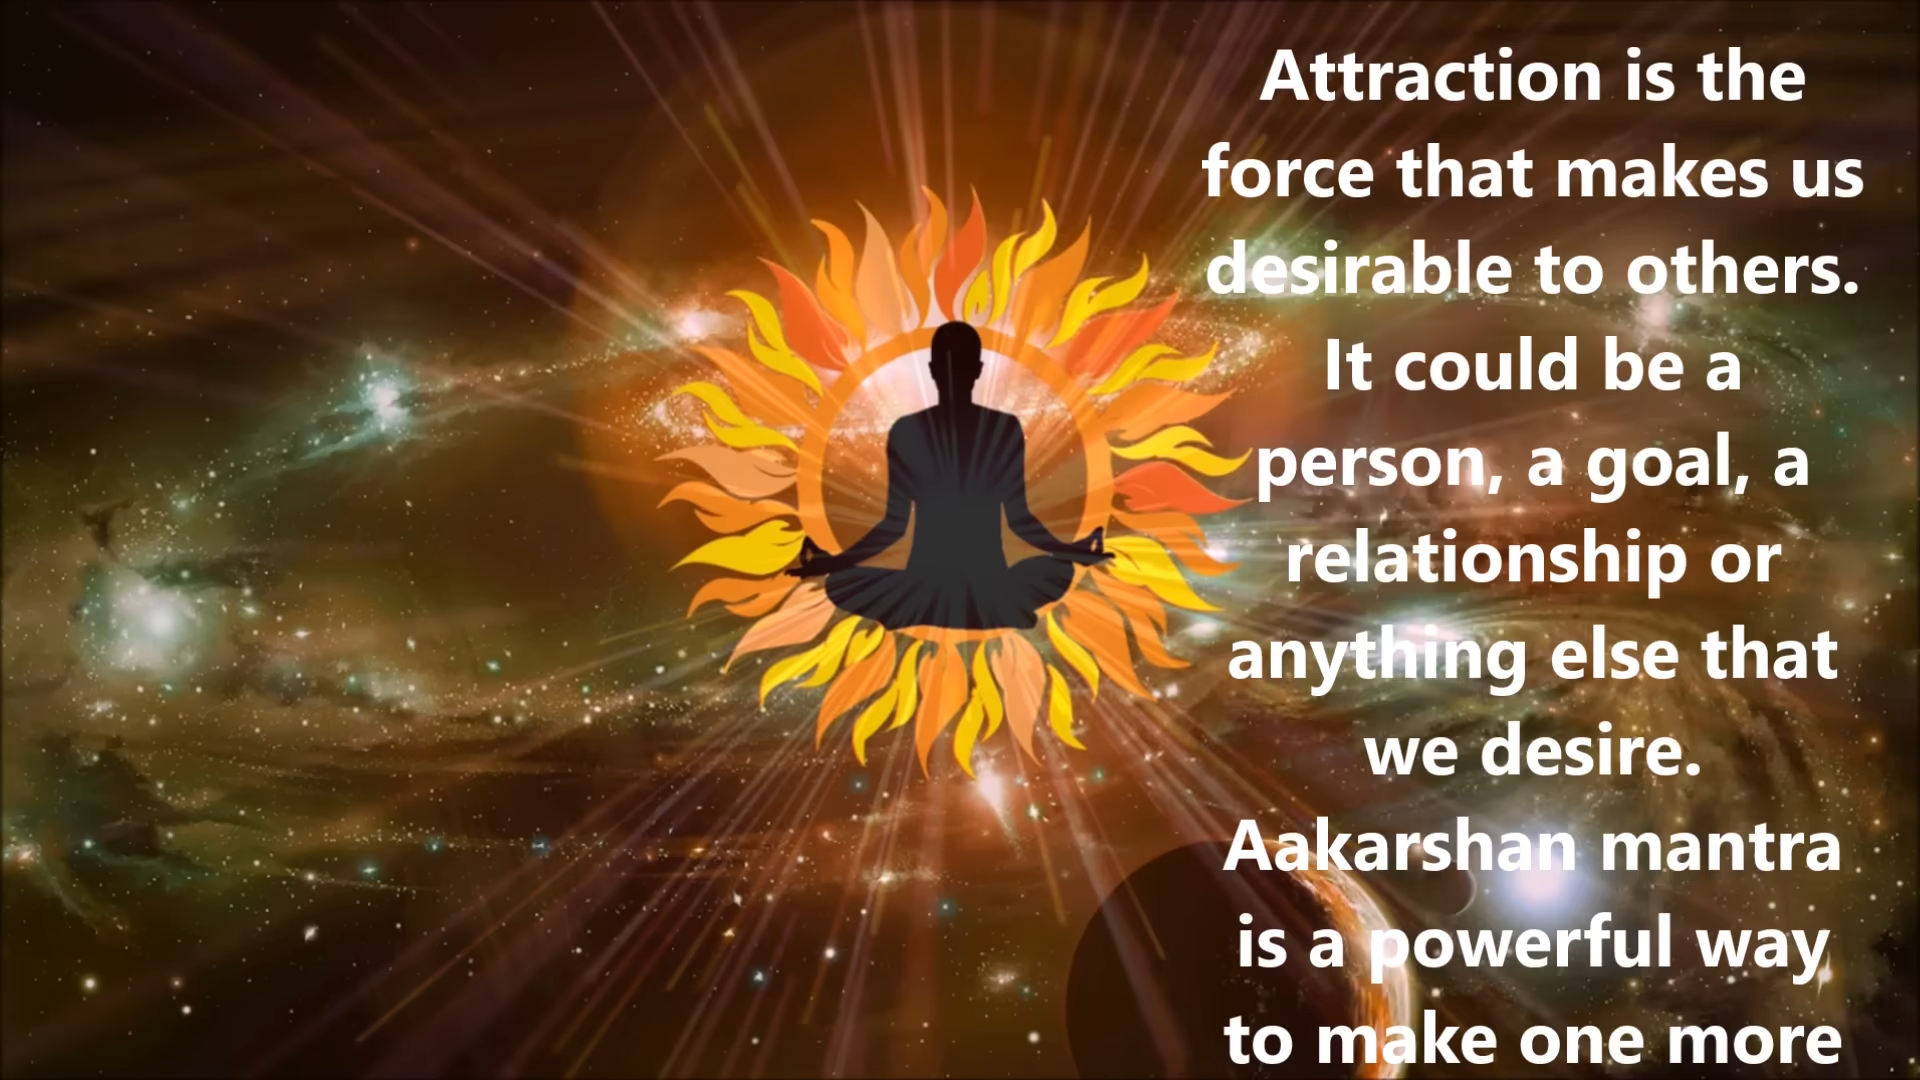 Attraction is the
force that makes us
desirable to others.
It could be a
person, a goal, a
relationship or
anything else that
we desire.
Aakarshan mantra
is a powerful way
to make one more